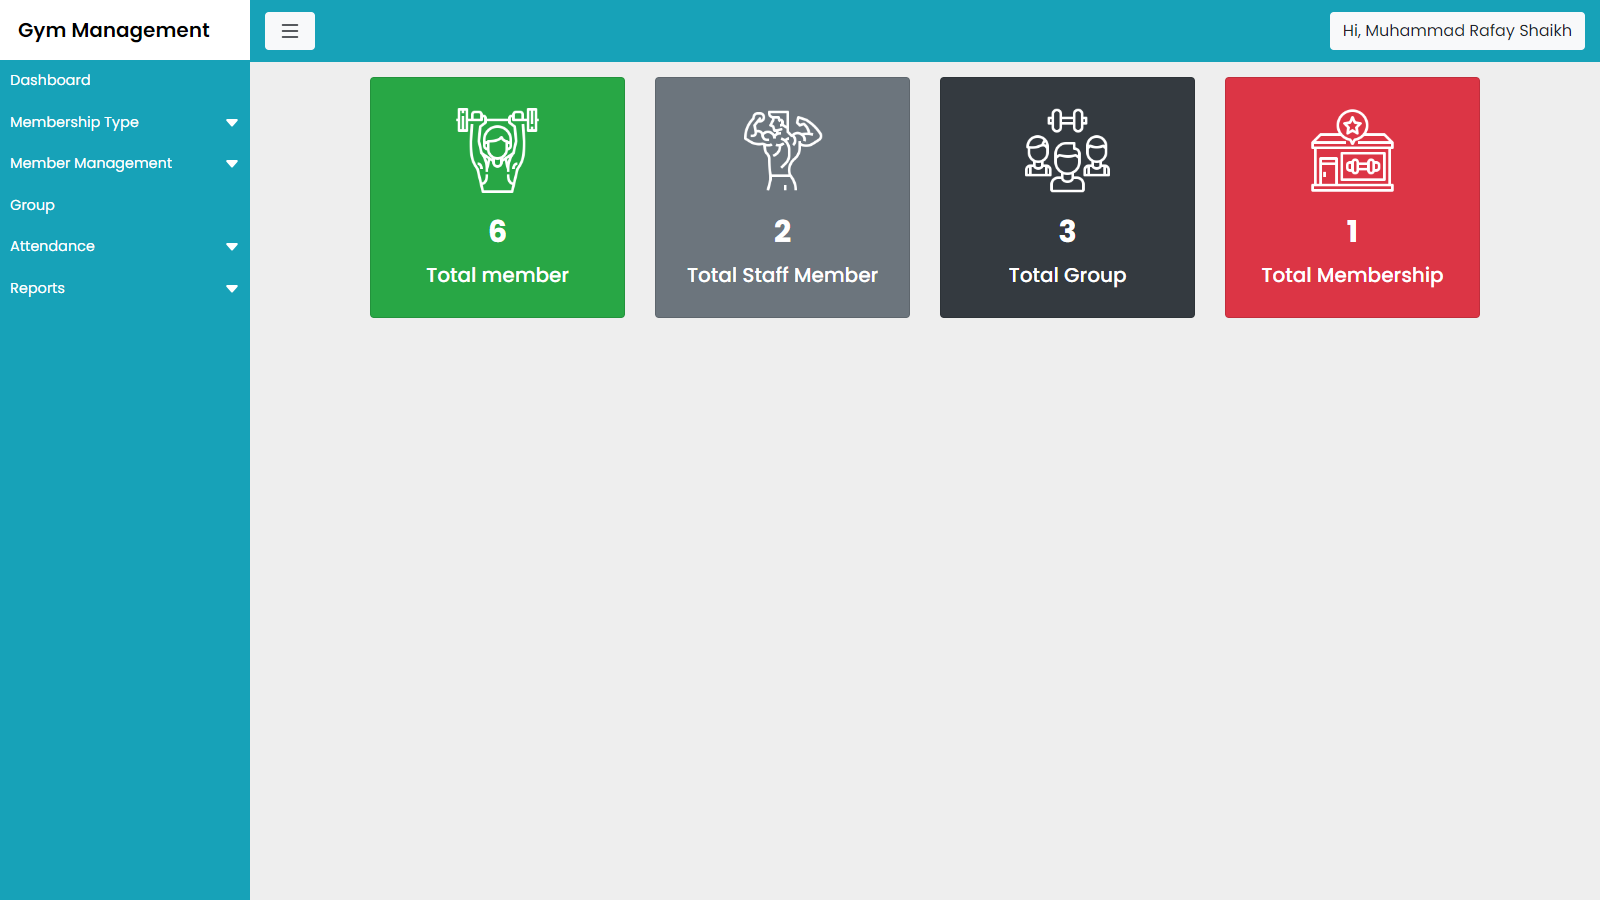 Gym Management
Hi, Muhammad Rafay Shaikh
Dashboard
Membership Type
Member Management
Group
Attendance
Reports
6
Total member
2
Total Staff Member
3
Total Group
1
Total Membership